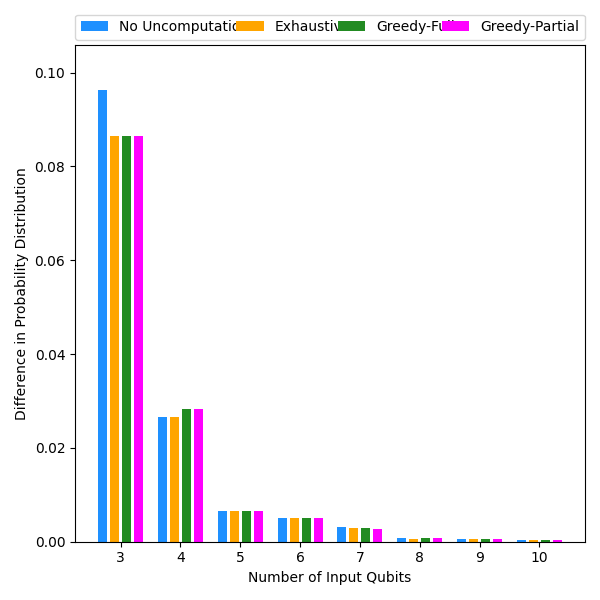 No Uncomputation Exhaustive Greedy-Full Greedy-Partial
0.10
0.08
0.06
0.04
0.02
0.00
Difference in Probability Distribution
3 4 5 6 7 8 9 10
Number of Input Qubits